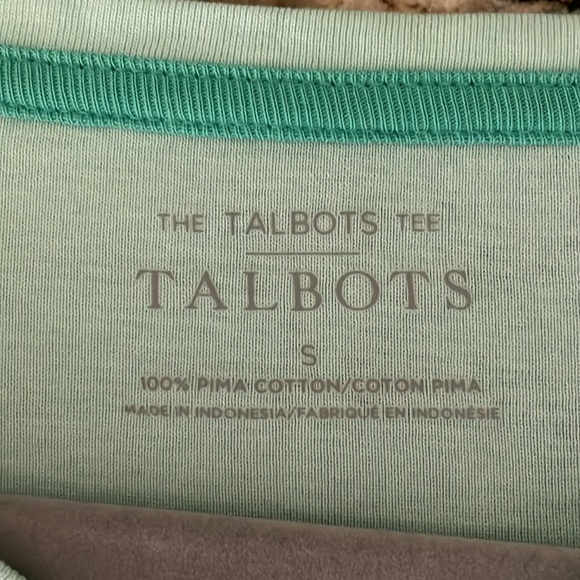 THE TALBOTS TEE
TALBOTS
S
100% PIMA COTTON/COTON PIMA
MADE IN INDONESIA/FABRIQUÉ EN INDONÉSIE